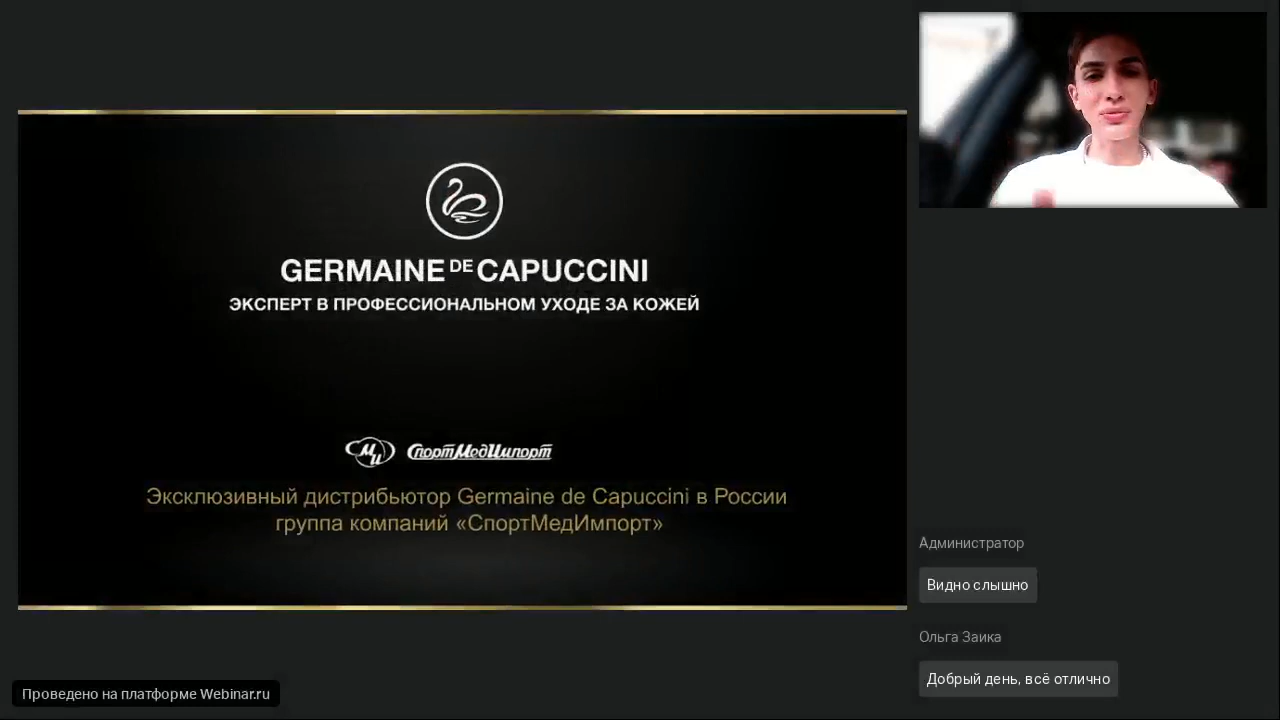 GERMAINE DE CAPUCCINI
ЭКСПЕРТ В ПРОФЕССИОНАЛЬНОМ УХОДЕ ЗА КОЖЕЙ
МИ СпортМедИмпорт
Эксклюзивный дистрибьютор Germaine de Capuccini в России
группа компаний «СпортМедИмпорт»
Администратор
Видно слышно
Ольга Заика
Добрый день, всё отлично
Проведено на платформе Webinar.ru